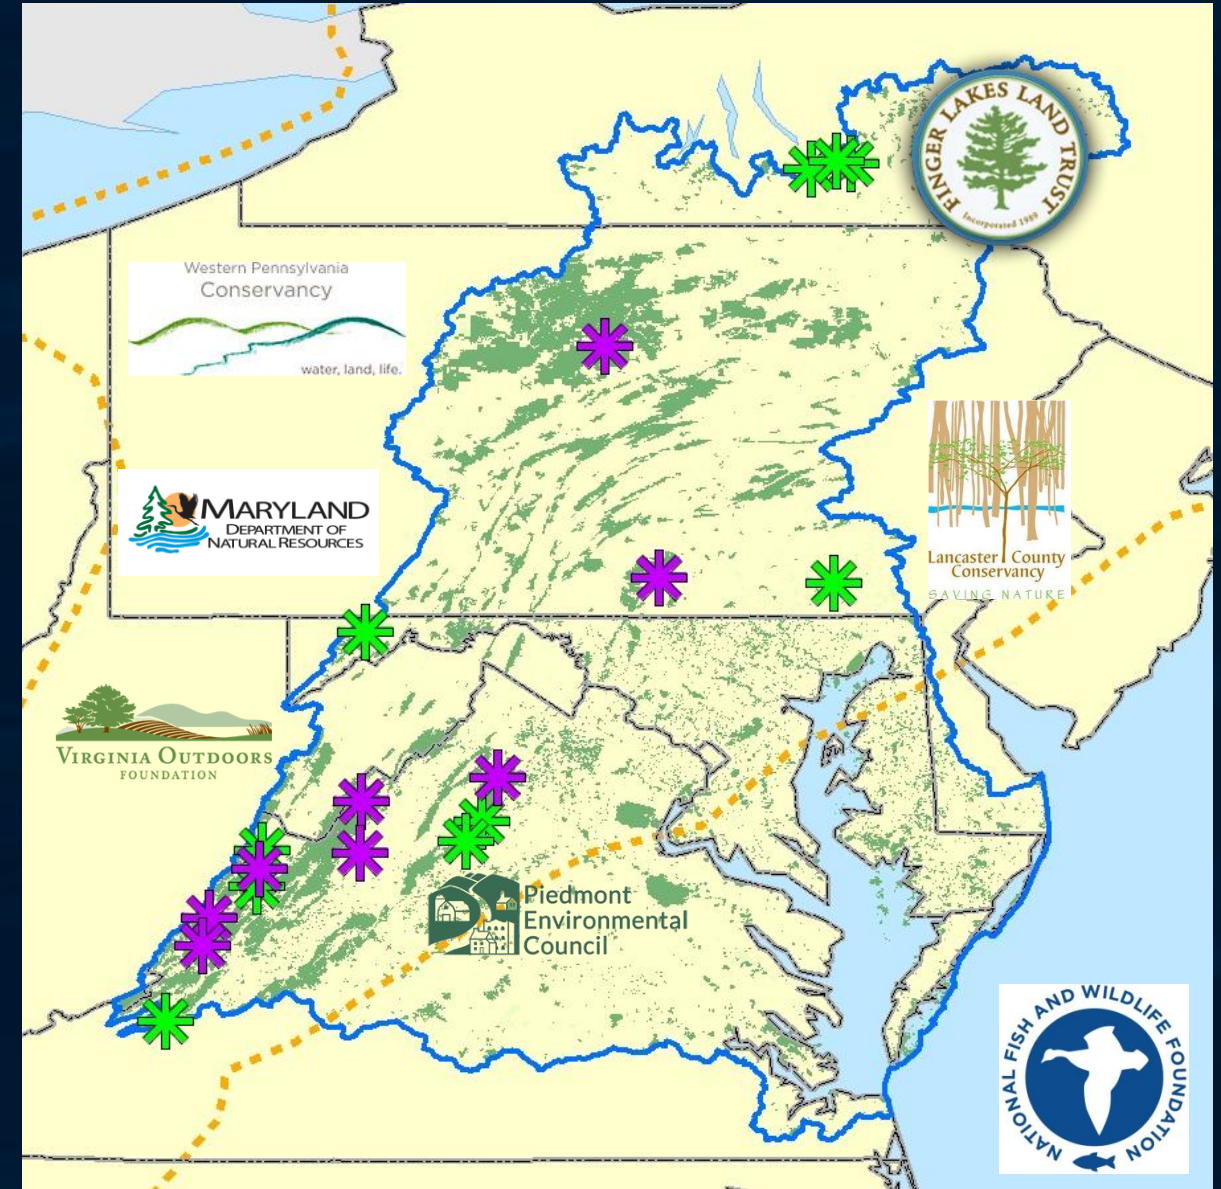 FINGER LAKES LAND TRUST
Incorporated 1989
Western Pennsylvania
Conservancy
water, land, life.
MARYLAND
DEPARTMENT OF
NATURAL RESOURCES
Lancaster County
Conservancy
SAVING NATURE
VIRGINIA OUTDOORS
FOUNDATION
Piedmont
Environmental
Council
NATIONAL FISH AND WILDLIFE FOUNDATION